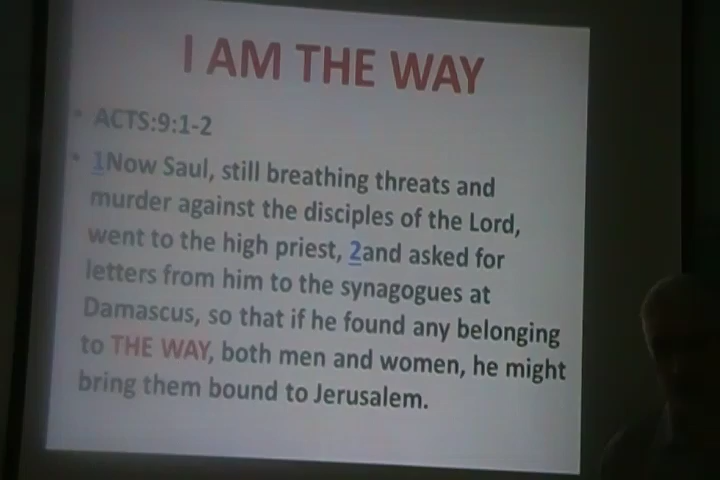 I AM THE WAY
• ACTS:9:1-2
• 1Now Saul, still breathing threats and
murder against the disciples of the Lord,
went to the high priest, 2and asked for
letters from him to the synagogues at
Damascus, so that if he found any belonging
to THE WAY, both men and women, he might
bring them bound to Jerusalem.